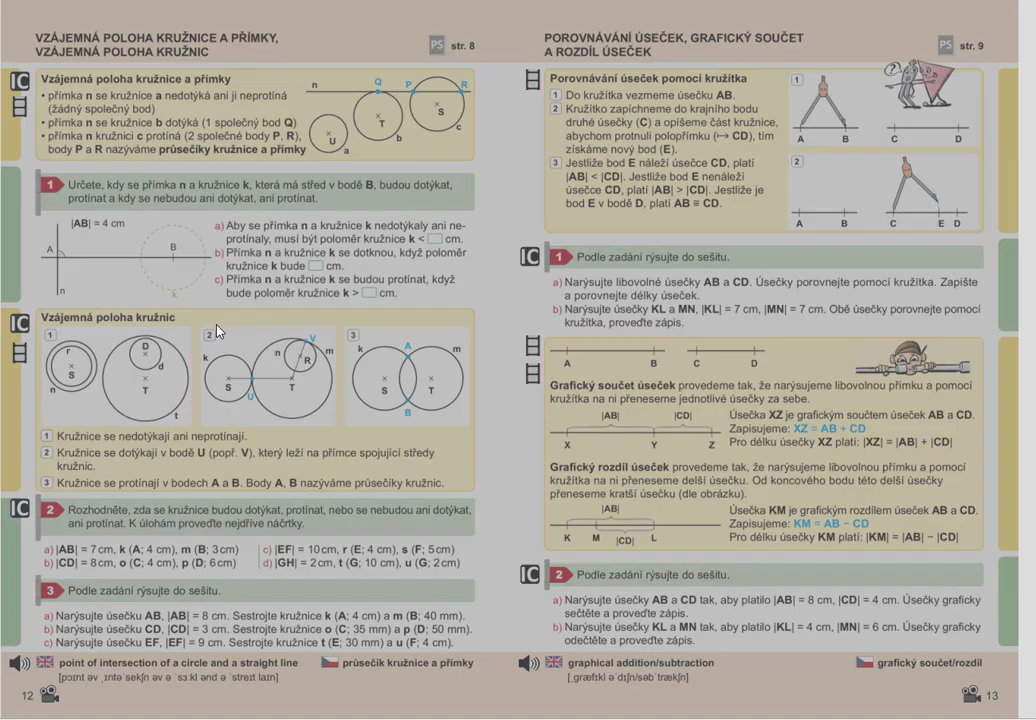 VZÁJEMNÁ POLOHA KRUŽNICE A PŘÍMKY,
VZÁJEMNÁ POLOHA KRUŽNIC
PS str. 8
Vzájemná poloha kružnice a přímky
• přímka n se kružnice a nedotýká ani ji neprotíná
(žádný společný bod)
• přímka n se kružnice b dotýká (1 společný bod Q)
• přímka n kružnici c protíná (2 společné body P, R),
body P a R nazýváme průsečíky kružnice a přímky
n Q P R
S
T
U
a b c
1 Určete, kdy se přímka n a kružnice k, která má střed v bodě B, budou dotýkat,
protínat a kdy se nebudou ani dotýkat, ani protínat.
|AB| = 4 cm
A B
n k
a) Aby se přímka n a kružnice k nedotýkaly ani ne-
protínaly, musí být poloměr kružnice k < cm.
b) Přímka n a kružnice k se dotknou, když poloměr
kružnice k bude cm.
c) Přímka n a kružnice k se budou protínat, když
bude poloměr kružnice k > cm.
Vzájemná poloha kružnic
1
r
S
n
D
d
T
t
2
V
k n m
R
S T
U
3
A
k m
S T
B
1 Kružnice se nedotýkají ani neprotínají.
2 Kružnice se dotýkají v bodě U (popř. V), který leží na přímce spojující středy
kružnic.
3 Kružnice se protínají v bodech A a B. Body A, B nazýváme průsečíky kružnic.
2 Rozhodněte, zda se kružnice budou dotýkat, protínat, nebo se nebudou ani dotýkat,
ani protínat. K úlohám proveďte nejdříve náčrtky.
a) |AB| = 7 cm, k (A; 4 cm), m (B; 3 cm)
b) |CD| = 8 cm, o (C; 4 cm), p (D; 6 cm)
c) |EF| = 10 cm, r (E; 4 cm), s (F; 5 cm)
d) |GH| = 2 cm, t (G; 10 cm), u (G; 2 cm)
3 Podle zadání rýsujte do sešitu.
a) Narýsujte úsečku AB, |AB| = 8 cm. Sestrojte kružnice k (A; 4 cm) a m (B; 40 mm).
b) Narýsujte úsečku CD, |CD| = 3 cm. Sestrojte kružnice o (C; 35 mm) a p (D; 50 mm).
c) Narýsujte úsečku EF, |EF| = 9 cm. Sestrojte kružnice t (E; 30 mm) a u (F; 4 cm).
point of intersection of a circle and a straight line
průsečík kružnice a přímky
[pɔɪnt əv ˌɪntəˈsekʃn əv ə ˈsɜːkl ənd ə ˈstreɪt laɪn]
12
POROVNÁVÁNÍ ÚSEČEK, GRAFICKÝ SOUČET
A ROZDÍL ÚSEČEK
PS str. 9
Porovnávání úseček pomocí kružítka
1 Do kružítka vezmeme úsečku AB.
2 Kružítko zapíchneme do krajního bodu
druhé úsečky (C) a opíšeme část kružnice,
abychom protnuli polopřímku (↦ CD), tím
získáme nový bod (E).
3 Jestliže bod E náleží úsečce CD, platí
|AB| < |CD|. Jestliže bod E nenáleží
úsečce CD, platí |AB| > |CD|. Jestliže je
bod E v bodě D, platí AB ≅ CD.
1
?
A B C D
2
A B C E D
1 Podle zadání rýsujte do sešitu.
a) Narýsujte libovolné úsečky AB a CD. Úsečky porovnejte pomocí kružítka. Zapište
a porovnejte délky úseček.
b) Narýsujte úsečky KL a MN, |KL| = 7 cm, |MN| = 7 cm. Obě úsečky porovnejte pomocí
kružítka, proveďte zápis.
A B C D
Grafický součet úseček provedeme tak, že narýsujeme libovolnou přímku a pomocí
kružítka na ni přeneseme jednotlivé úsečky za sebe.
|AB| |CD|
X Y Z
Úsečka XZ je grafickým součtem úseček AB a CD.
Zapisujeme: XZ = AB + CD
Pro délku úsečky XZ platí: |XZ| = |AB| + |CD|
Grafický rozdíl úseček provedeme tak, že narýsujeme libovolnou přímku a pomocí
kružítka na ni přeneseme delší úsečku. Od koncového bodu této delší úsečky
přeneseme kratší úsečku (dle obrázku).
|AB|
K M L
|CD|
Úsečka KM je grafickým rozdílem úseček AB a CD.
Zapisujeme: KM = AB − CD
Pro délku úsečky KM platí: |KM| = |AB| − |CD|
2 Podle zadání rýsujte do sešitu.
a) Narýsujte úsečky AB a CD tak, aby platilo |AB| = 8 cm, |CD| = 4 cm. Úsečky graficky
sečtěte a proveďte zápis.
b) Narýsujte úsečky KL a MN tak, aby platilo |KL| = 4 cm, |MN| = 6 cm. Úsečky graficky
odečtěte a proveďte zápis.
graphical addition/subtraction
grafický součet/rozdíl
[ˌɡræfɪkl əˈdɪʃn/səbˈtrækʃn]
13